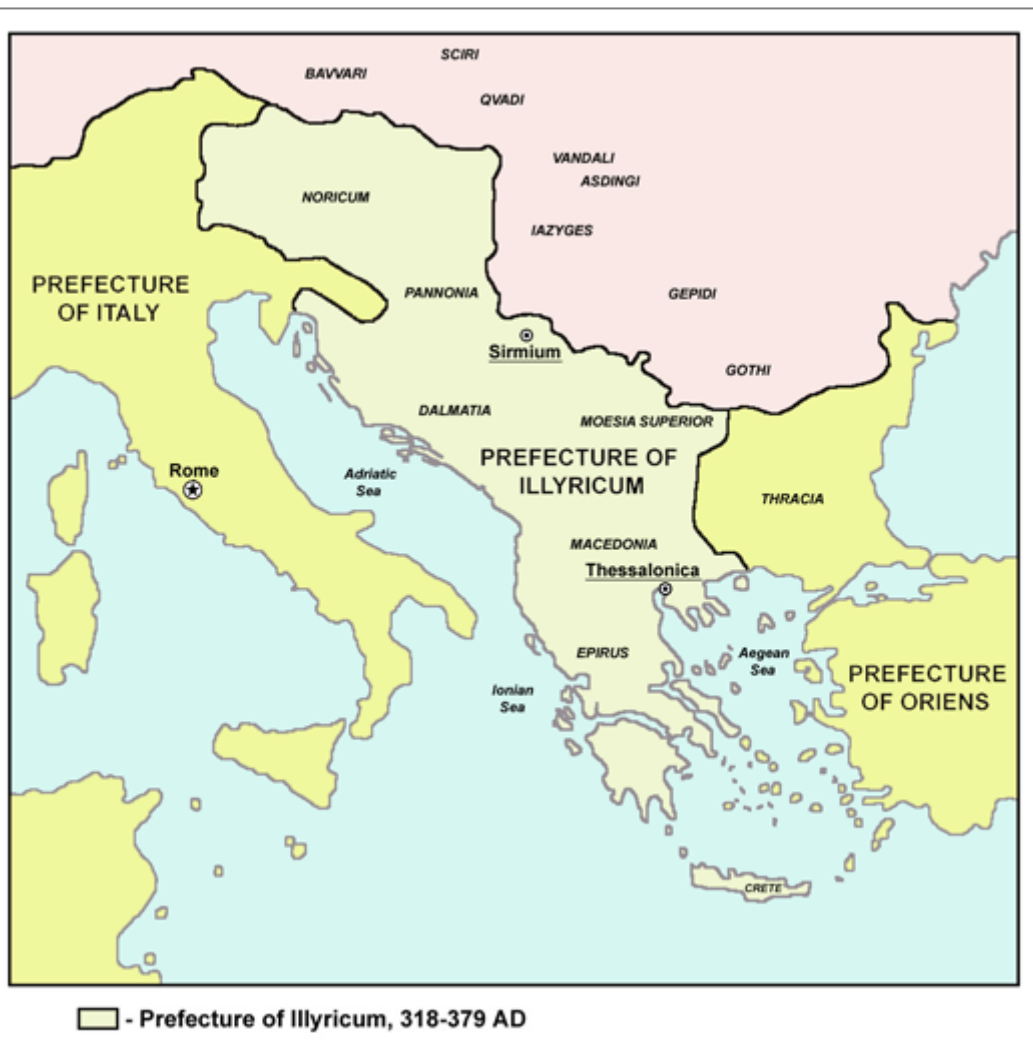 SCIRI
BAVVARI
QVADI
VANDALI
ASDINGI
NORICUM
IAZYGES
PREFECTURE
OF ITALY
PANNONIA
GEPIDI
Sirmium
GOTHI
DALMATIA
MOESIA SUPERIOR
PREFECTURE OF
ILLYRICUM
Rome
Adriatic
Sea
THRACIA
MACEDONIA
Thessalonica
EPIRUS
Aegean
Sea
PREFECTURE
OF ORIENS
Ionian
Sea
CRETE
- Prefecture of Illyricum, 318-379 AD